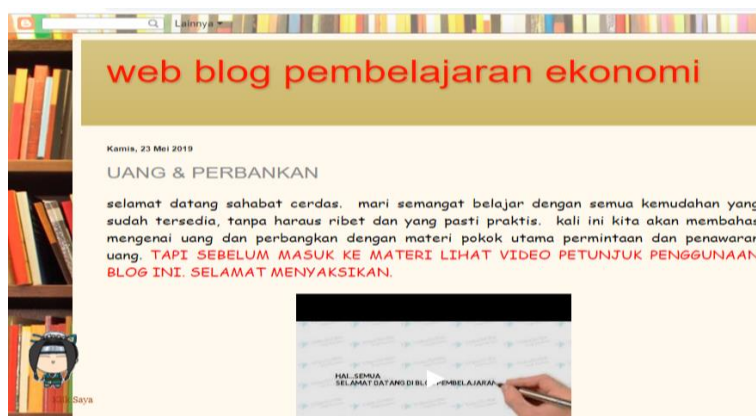 Lainnya
web blog pembelajaran ekonomi
Kamis, 23 Mei 2019
UANG & PERBANKAN
selamat datang sahabat cerdas. mari semangat belajar dengan semua kemudahan yang
sudah tersedia, tanpa haraus ribet dan yang pasti praktis. kali ini kita akan membahas
mengenai uang dan perbangkan dengan materi pokok utama permintaan dan penawaran
uang. TAPI SEBELUM MASUK KE MATERI LIHAT VIDEO PETUNJUK PENGGUNAAN
BLOG INI. SELAMAT MENYAKSIKAN.
HAI...SEMUA
SELAMAT DATANG DI PEMBELAJARAN
Klik Saya